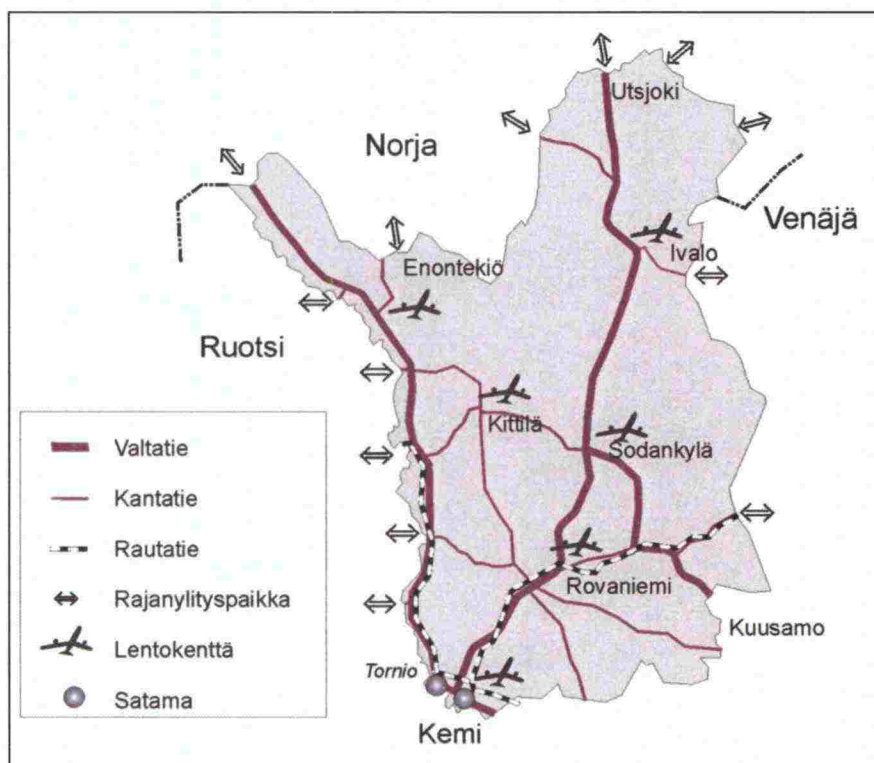 Utsjoki
Norja
Venäjä
Ivalo
Enontekiö
Ruotsi
Kittilä
Sodankylä
Rovaniemi
Kuusamo
Tornio
Kemi
Valtatie
Kantatie
Rautatie
Rajanylityspaikka
Lentokenttä
Satama